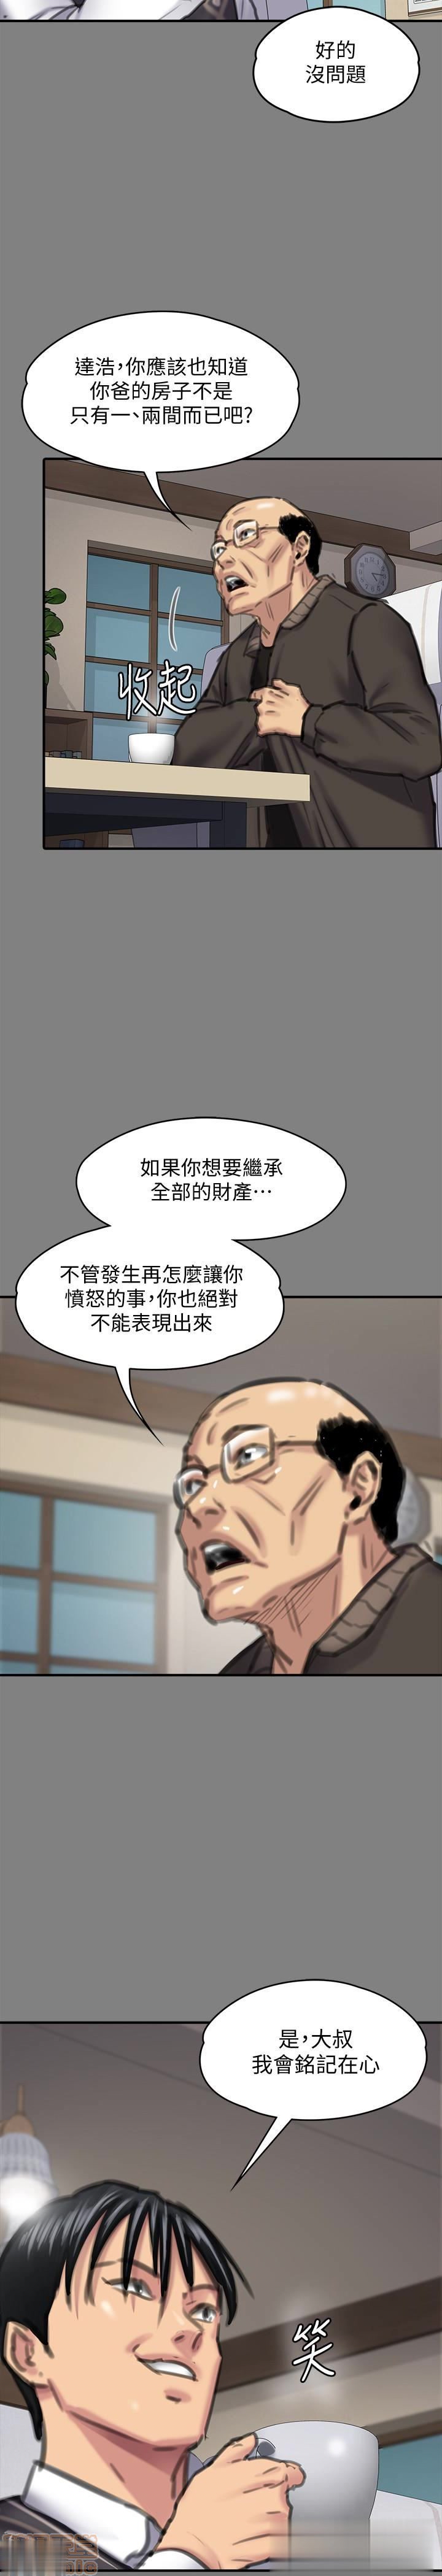 好的
沒問題
達浩，你應該也知道
你爸的房子不是
只有一、兩間而已吧?
收起
如果你想要繼承
全部的財產⋯
不管發生再怎麼讓你
憤怒的事，你也絕對
不能表現出來
是，大叔
我會銘記在心
笑